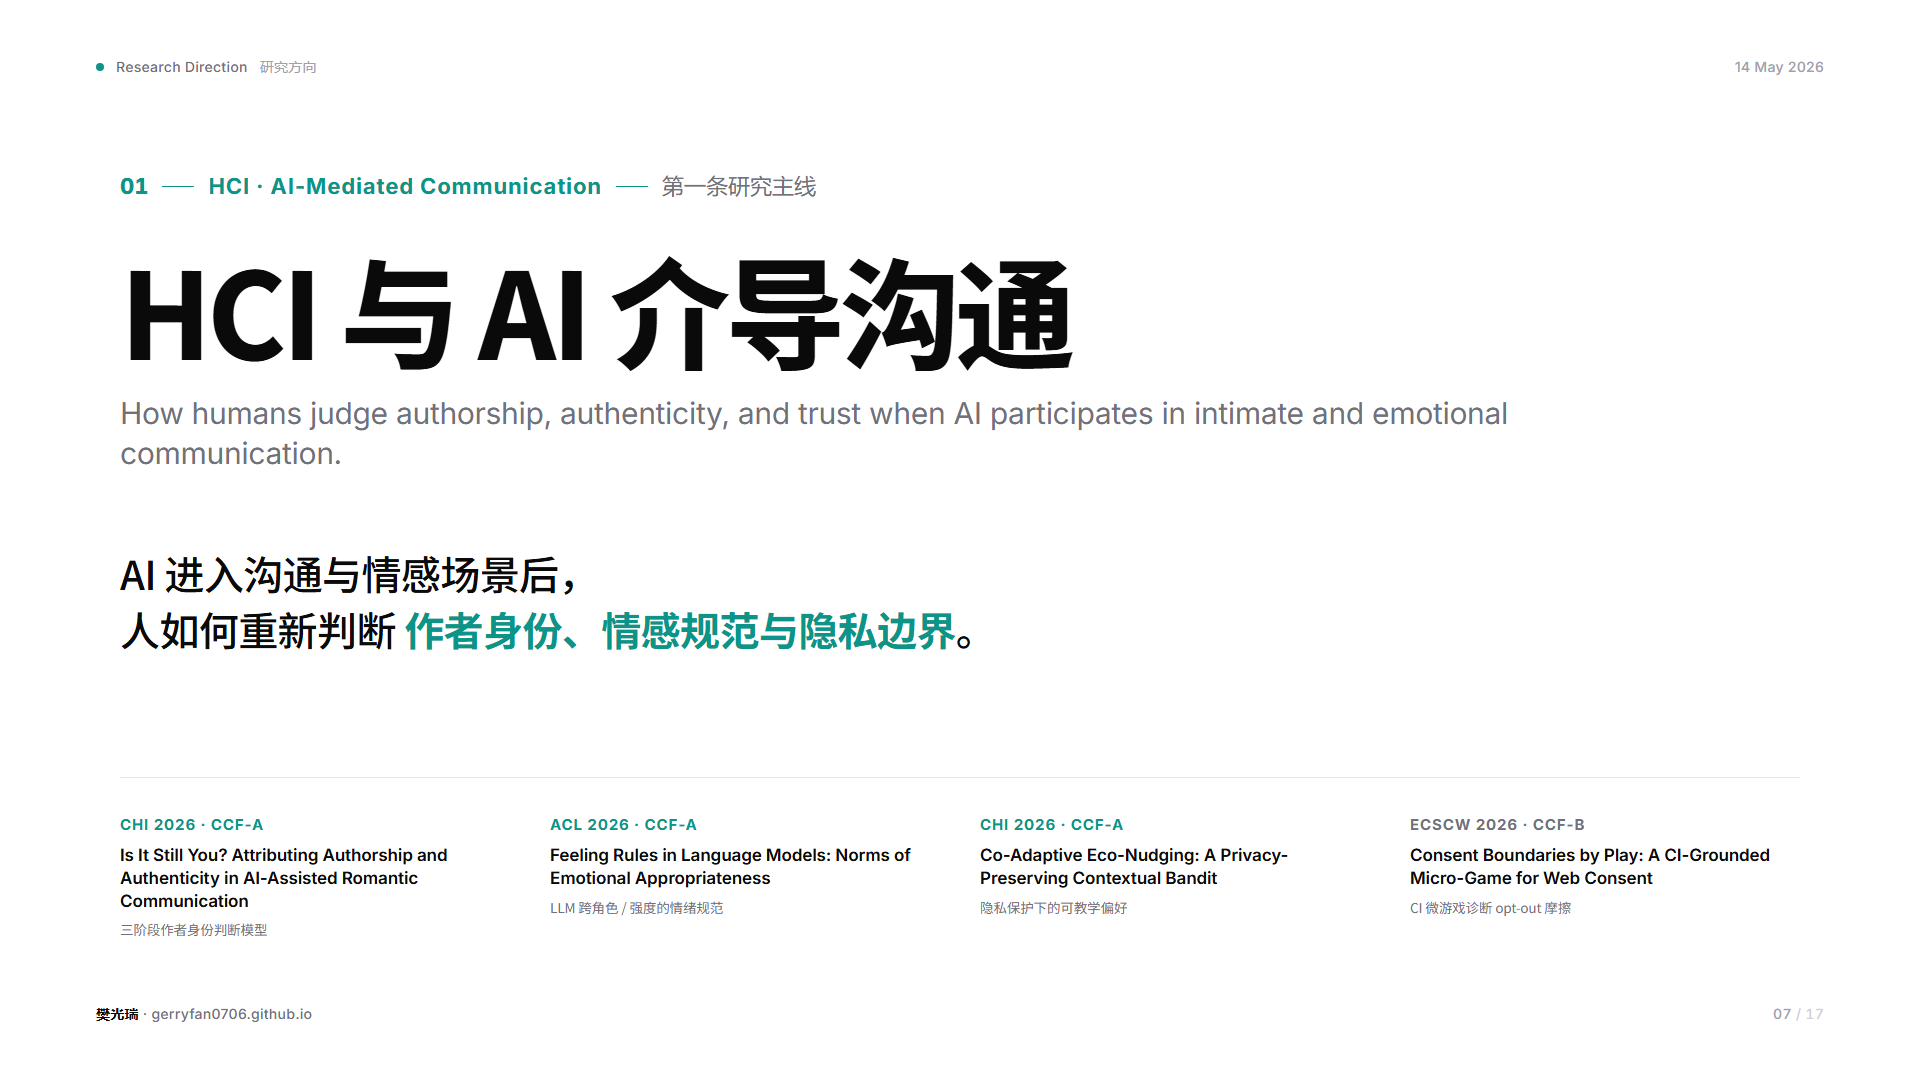 Research Direction 研究方向
14 May 2026
01 — HCI · AI-Mediated Communication — 第一条研究主线
HCI 与 AI 介导沟通
How humans judge authorship, authenticity, and trust when AI participates in intimate and emotional
communication.
AI 进入沟通与情感场景后，
人如何重新判断 作者身份、情感规范与隐私边界。
CHI 2026 · CCF-A
Is It Still You? Attributing Authorship and
Authenticity in AI-Assisted Romantic
Communication
三阶段作者身份判断模型
ACL 2026 · CCF-A
Feeling Rules in Language Models: Norms of
Emotional Appropriateness
LLM 跨角色 / 强度的情绪规范
CHI 2026 · CCF-A
Co-Adaptive Eco-Nudging: A Privacy-
Preserving Contextual Bandit
隐私保护下的可教学偏好
ECSCW 2026 · CCF-B
Consent Boundaries by Play: A CI-Grounded
Micro-Game for Web Consent
CI 微游戏诊断 opt-out 摩擦
樊光瑞 · gerryfan0706.github.io
07 / 17